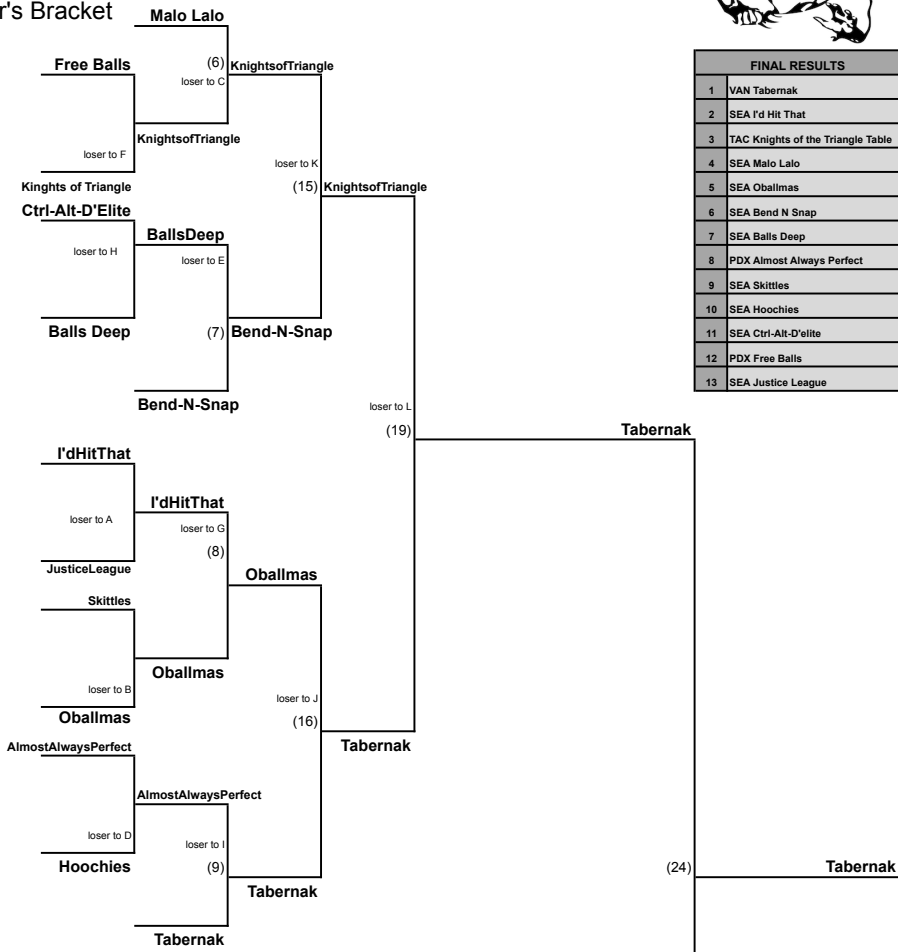 r's Bracket
Malo Lalo
Free Balls
(6)
KnightsofTriangle
loser to C
KnightsofTriangle
loser to F
loser to K
Kinghts of Triangle
(15)
KnightsofTriangle
Ctrl-Alt-D'Elite
BallsDeep
loser to H
loser to E
Balls Deep
(7)
Bend-N-Snap
Bend-N-Snap
loser to L
(19)
Tabernak
I'dHitThat
I'dHitThat
loser to A
loser to G
(8)
JusticeLeague
Oballmas
Skittles
Oballmas
loser to B
loser to J
Oballmas
(16)
Tabernak
AlmostAlwaysPerfect
AlmostAlwaysPerfect
loser to D
loser to I
Hoochies
(9)
(24)
Tabernak
Tabernak
Tabernak
FINAL RESULTS
1 VAN Tabernak
2 SEA I'd Hit That
3 TAC Knights of the Triangle Table
4 SEA Malo Lalo
5 SEA Oballmas
6 SEA Bend N Snap
7 SEA Balls Deep
8 PDX Almost Always Perfect
9 SEA Skittles
10 SEA Hoochies
11 SEA Ctrl-Alt-D'elite
12 PDX Free Balls
13 SEA Justice League